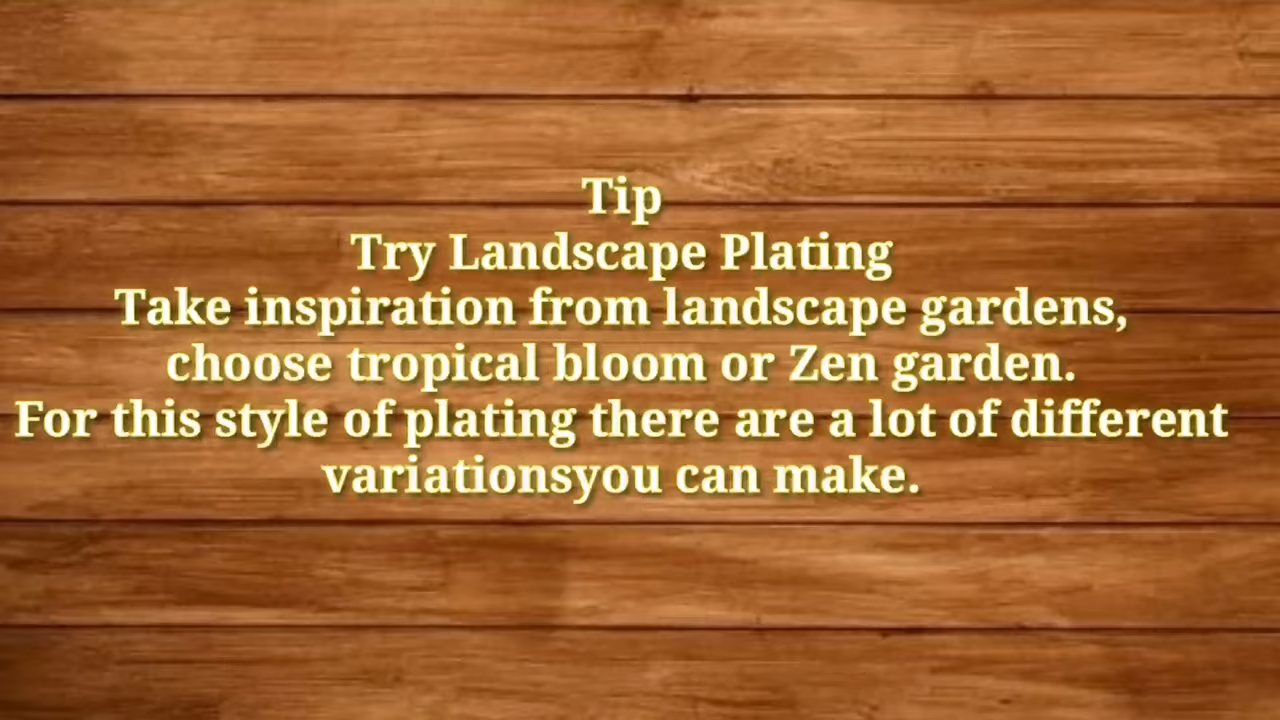 Tip
Try Landscape Plating
Take inspiration from landscape gardens,
choose tropical bloom or Zen garden.
For this style of plating there are a lot of different
variationsyou can make.